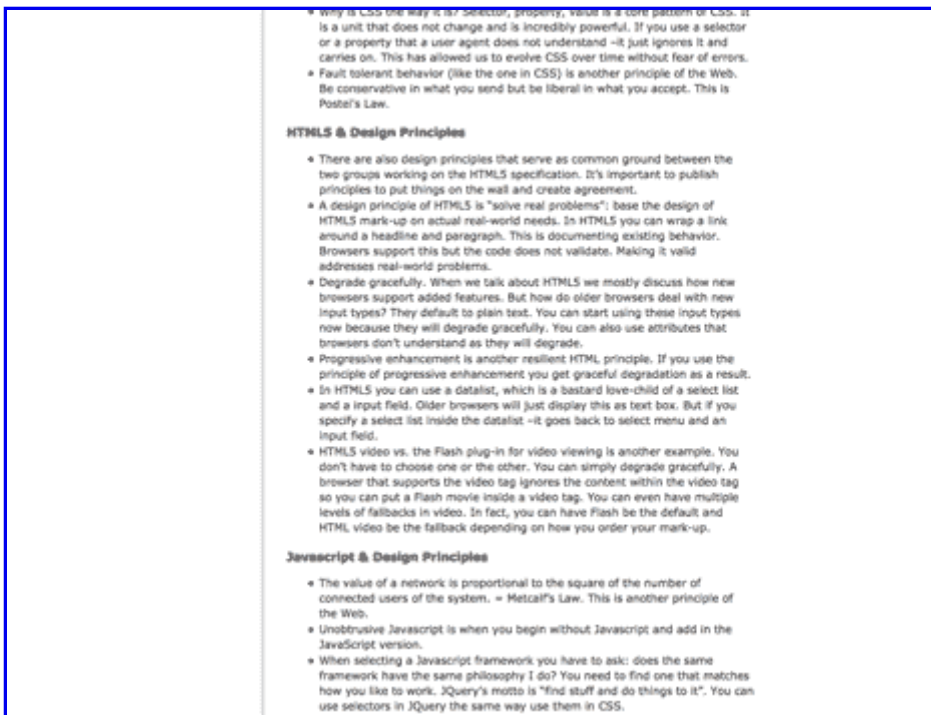 Why is CSS the way it is? Selector, property, value is a core pattern of CSS. It
is a unit that does not change and is incredibly powerful. If you use a selector
or a property that a user agent does not understand –it just ignores it and
carries on. This has allowed us to evolve CSS over time without fear of errors.
Fault tolerant behavior (like the one in CSS) is another principle of the Web.
Be conservative in what you send but be liberal in what you accept. This is
Postel's Law.
HTML5 & Design Principles
There are also design principles that serve as common ground between the
two groups working on the HTML5 specification. It's important to publish
principles to put things on the wall and create agreement.
A design principle of HTML5 is "solve real problems": base the design of
HTML5 mark-up on actual real-world needs. In HTML5 you can wrap a link
around a headline and paragraph. This is documenting existing behavior.
Browsers support this but the code does not validate. Making it valid
addresses real-world problems.
Degrade gracefully. When we talk about HTML5 we mostly discuss how new
browsers support added features. But how do older browsers deal with new
input types? They default to plain text. You can start using these input types
now because they will degrade gracefully. You can also use attributes that
browsers don't understand as they will degrade.
Progressive enhancement is another resilient HTML principle. If you use the
principle of progressive enhancement you get graceful degradation as a result.
In HTML5 you can use a datalist, which is a bastard love-child of a select list
and a input field. Older browsers will just display this as text box. But if you
specify a select list inside the datalist –it goes back to select menu and an
input field.
HTML5 video vs. the Flash plug-in for video viewing is another example. You
don't have to choose one or the other. You can simply degrade gracefully. A
browser that supports the video tag ignores the content within the video tag
so you can put a Flash movie inside a video tag. You can even have multiple
levels of fallbacks in video. In fact, you can have Flash be the default and
HTML video be the fallback depending on how you order your mark-up.
Javascript & Design Principles
The value of a network is proportional to the square of the number of
connected users of the system. = Metcalf's Law. This is another principle of
the Web.
Unobtrusive Javascript is when you begin without Javascript and add in the
JavaScript version.
When selecting a Javascript framework you have to ask: does the same
framework have the same philosophy I do? You need to find one that matches
how you like to work. JQuery's motto is "find stuff and do things to it". You can
use selectors in JQuery the same way use them in CSS.